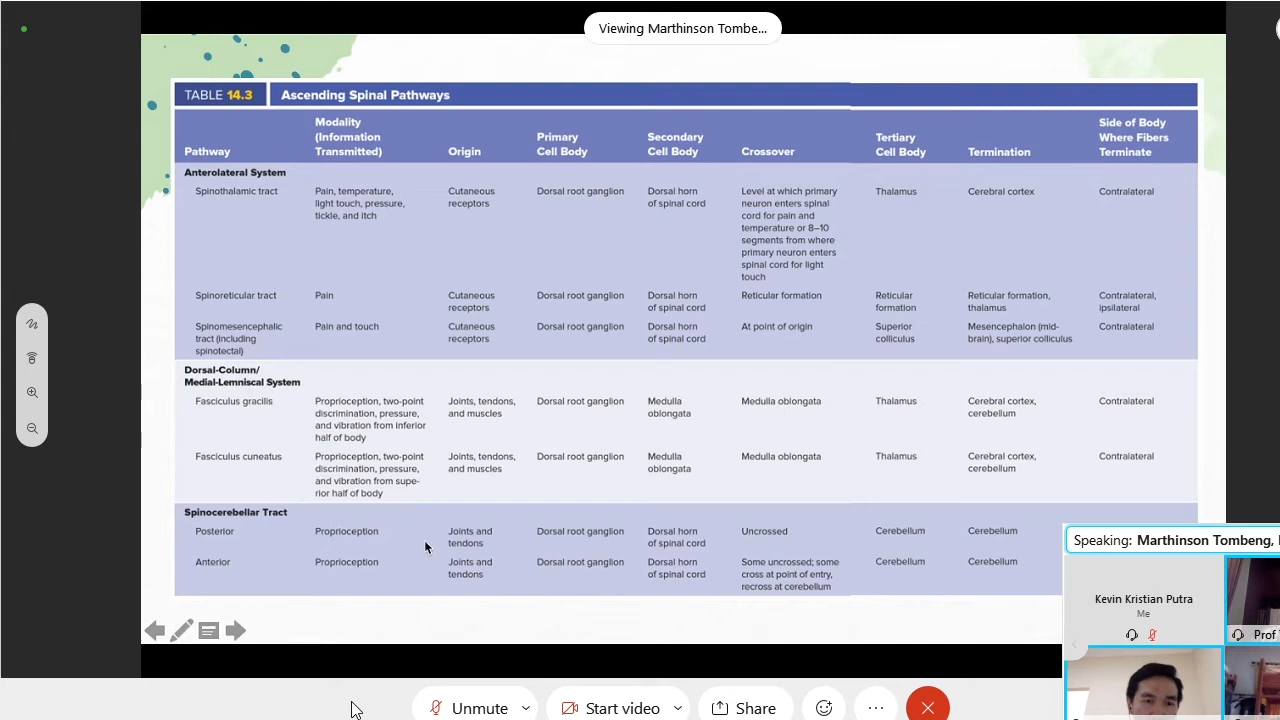 Viewing Marthinson Tombe...
TABLE 14.3 Ascending Spinal Pathways
Pathway
Modality
(Information
Transmitted)
Origin
Primary
Cell Body
Secondary
Cell Body
Crossover
Tertiary
Cell Body
Termination
Side of Body
Where Fibers
Terminate
Anterolateral System
Spinothalamic tract
Pain, temperature,
light touch, pressure,
tickle, and itch
Cutaneous
receptors
Dorsal root ganglion
Dorsal horn
of spinal cord
Level at which primary
neuron enters spinal
cord for pain and
temperature or 8–10
segments from where
primary neuron enters
spinal cord for light
touch
Thalamus
Cerebral cortex
Contralateral
Spinoreticular tract
Pain
Cutaneous
receptors
Dorsal root ganglion
Dorsal horn
of spinal cord
Reticular formation
Reticular
formation
Reticular formation,
thalamus
Contralateral,
ipsilateral
Spinomesencephalic
tract (including
spinotectal)
Pain and touch
Cutaneous
receptors
Dorsal root ganglion
Dorsal horn
of spinal cord
At point of origin
Superior
colliculus
Mesencephalon (mid-
brain), superior colliculus
Contralateral
Dorsal-Column/
Medial-Lemniscal System
Fasciculus gracilis
Proprioception, two-point
discrimination, pressure,
and vibration from inferior
half of body
Joints, tendons,
and muscles
Dorsal root ganglion
Medulla
oblongata
Medulla oblongata
Thalamus
Cerebral cortex,
cerebellum
Contralateral
Fasciculus cuneatus
Proprioception, two-point
discrimination, pressure,
and vibration from supe-
rior half of body
Joints, tendons,
and muscles
Dorsal root ganglion
Medulla
oblongata
Medulla oblongata
Thalamus
Cerebral cortex,
cerebellum
Contralateral
Spinocerebellar Tract
Posterior
Proprioception
Joints and
tendons
Dorsal root ganglion
Dorsal horn
of spinal cord
Uncrossed
Cerebellum
Cerebellum
Anterior
Proprioception
Joints and
tendons
Dorsal root ganglion
Dorsal horn
of spinal cord
Some uncrossed; some
cross at point of entry,
recross at cerebellum
Cerebellum
Cerebellum
Speaking: Marthinson Tombeng,
Kevin Kristian Putra
Me
Prof
Unmute
Start video
Share